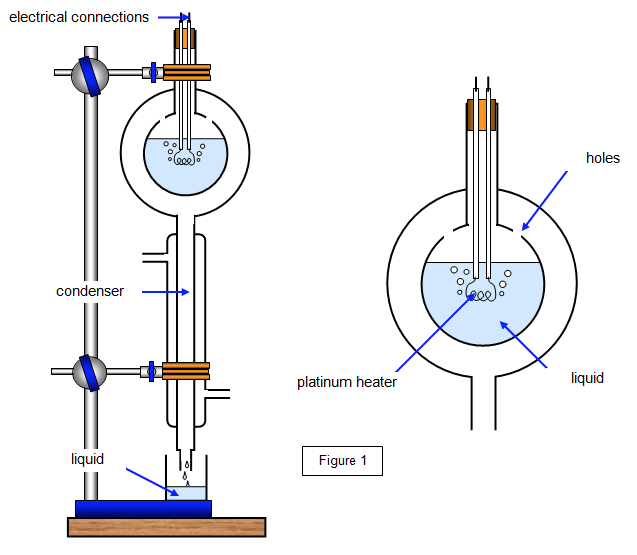 electrical connections
condenser
liquid
holes
platinum heater
liquid
Figure 1